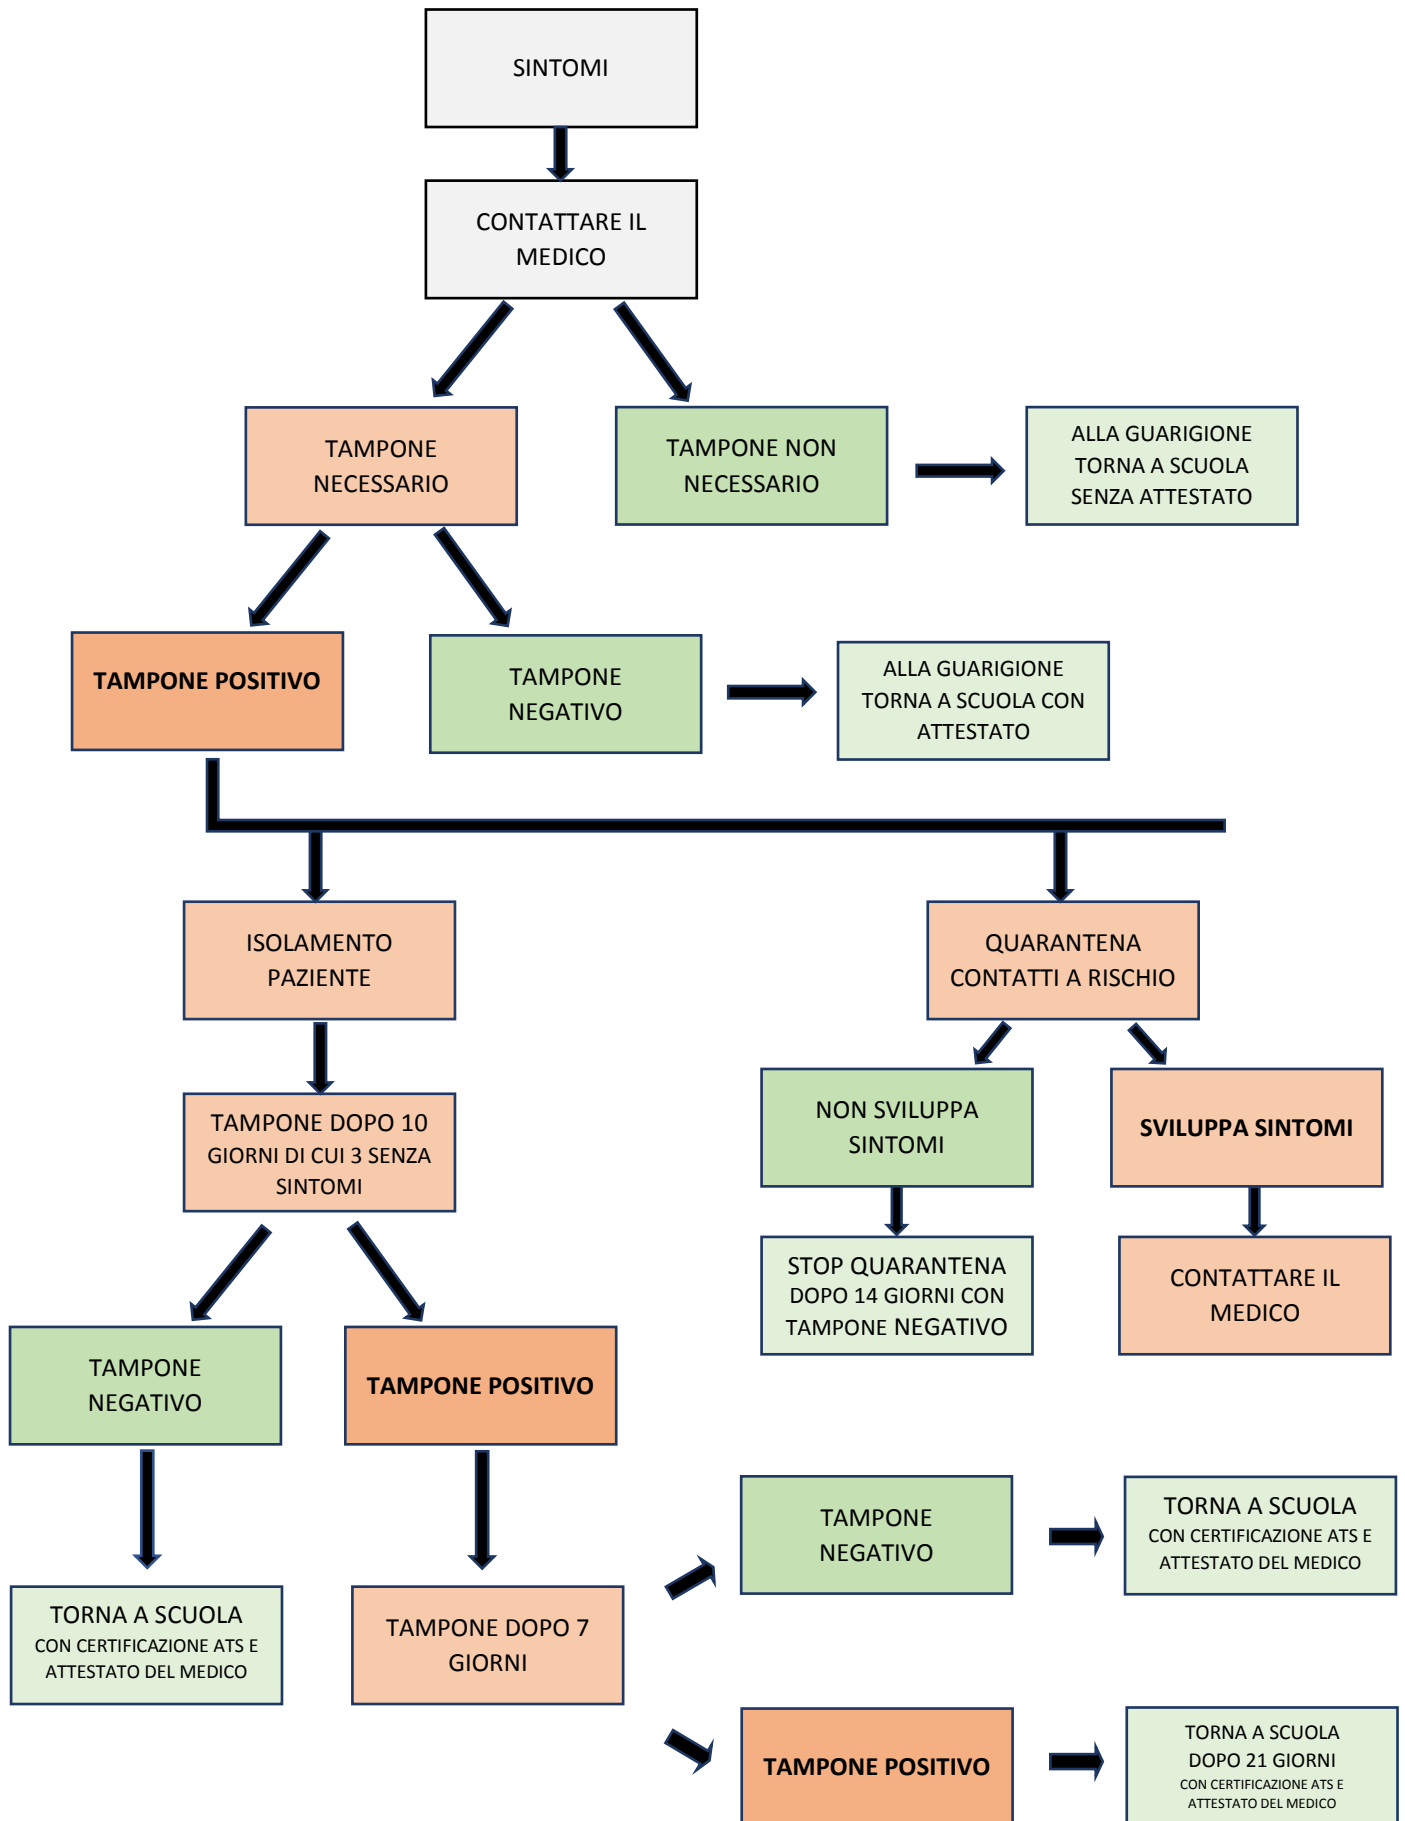 SINTOMI
CONTATTARE IL
MEDICO
TAMPONE
NECESSARIO
TAMPONE NON
NECESSARIO
ALLA GUARIGIONE
TORNA A SCUOLA
SENZA ATTESTATO
TAMPONE POSITIVO
TAMPONE
NEGATIVO
ALLA GUARIGIONE
TORNA A SCUOLA CON
ATTESTATO
ISOLAMENTO
PAZIENTE
QUARANTENA
CONTATTI A RISCHIO
TAMPONE DOPO 10
GIORNI DI CUI 3 SENZA
SINTOMI
NON SVILUPPA
SINTOMI
SVILUPPA SINTOMI
STOP QUARANTENA
DOPO 14 GIORNI CON
TAMPONE NEGATIVO
CONTATTARE IL
MEDICO
TAMPONE
NEGATIVO
TAMPONE POSITIVO
TAMPONE
NEGATIVO
TORNA A SCUOLA
CON CERTIFICAZIONE ATS E
ATTESTATO DEL MEDICO
TORNA A SCUOLA
CON CERTIFICAZIONE ATS E
ATTESTATO DEL MEDICO
TAMPONE DOPO 7
GIORNI
TAMPONE POSITIVO
TORNA A SCUOLA
DOPO 21 GIORNI
CON CERTIFICAZIONE ATS E
ATTESTATO DEL MEDICO